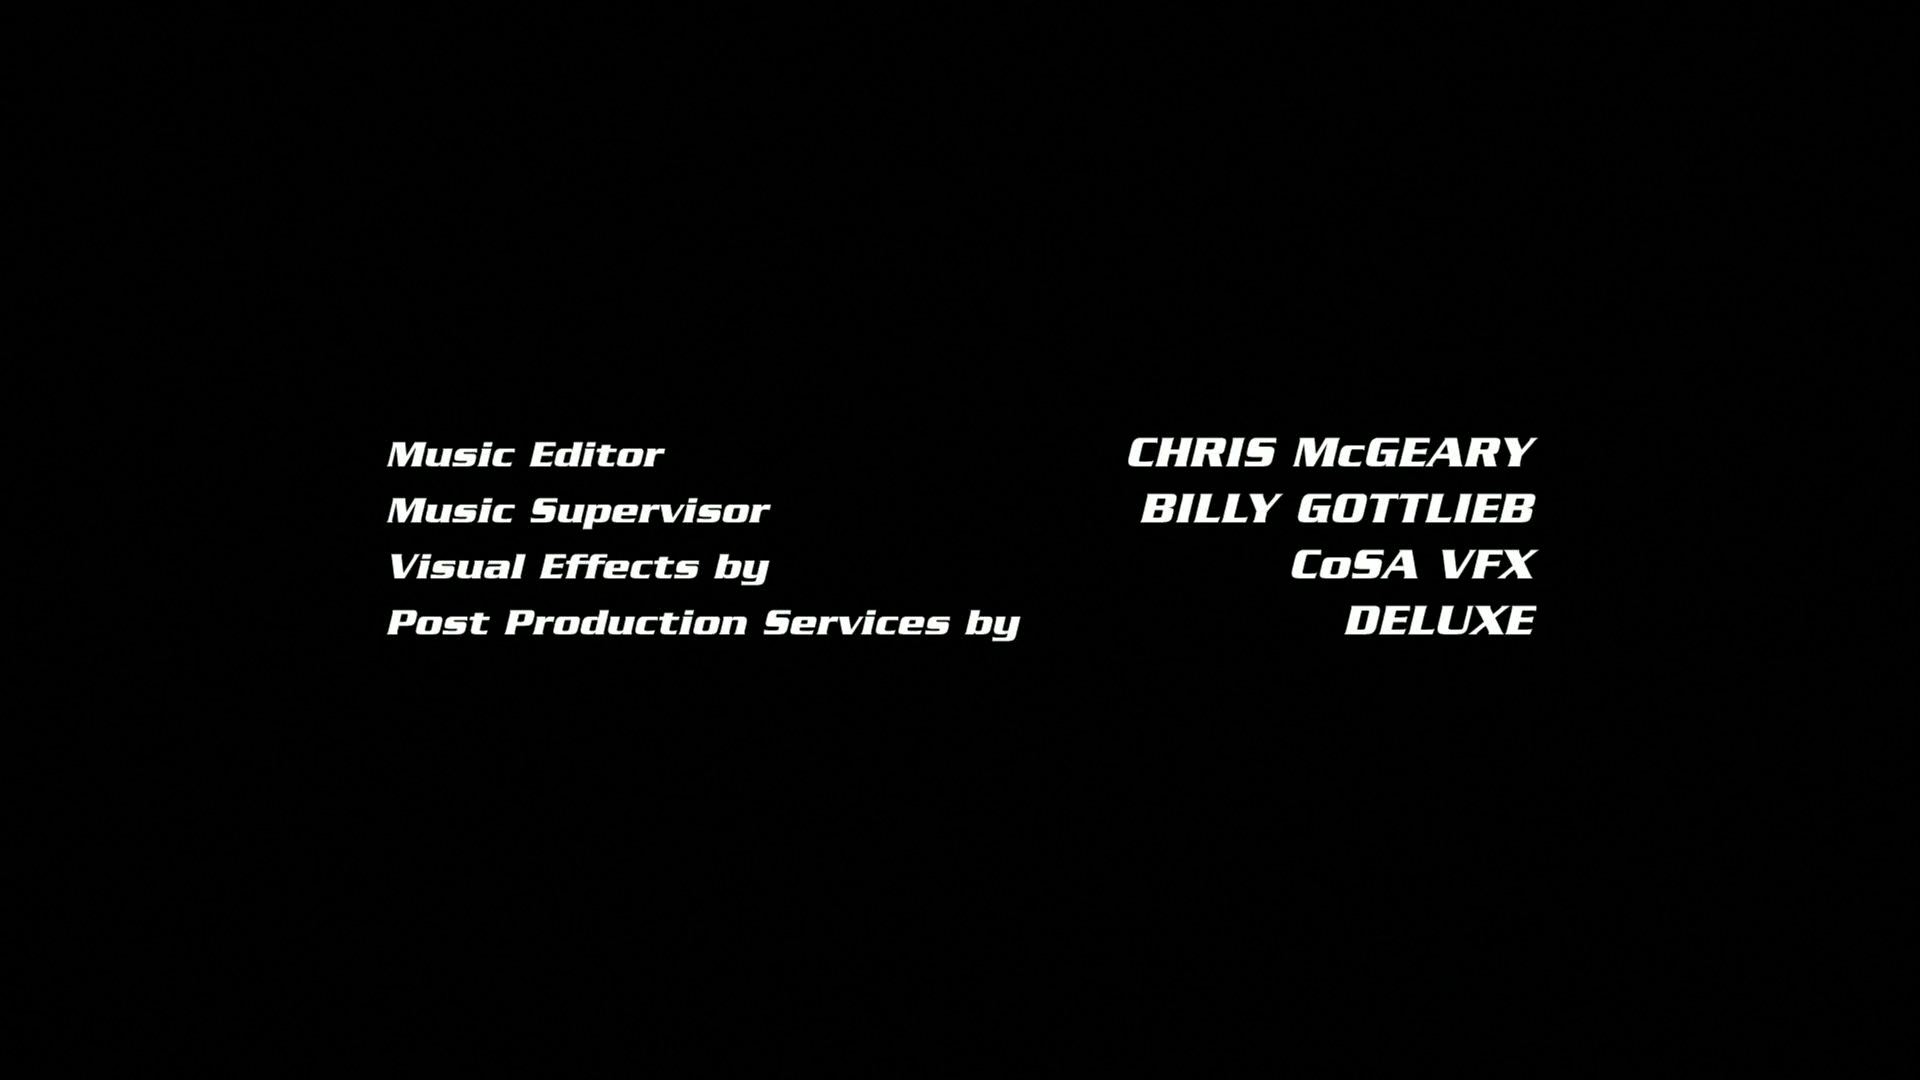 Music Editor CHRIS McGEARY
Music Supervisor BILLY GOTTLIEB
Visual Effects by CoSA VFX
Post Production Services by DELUXE